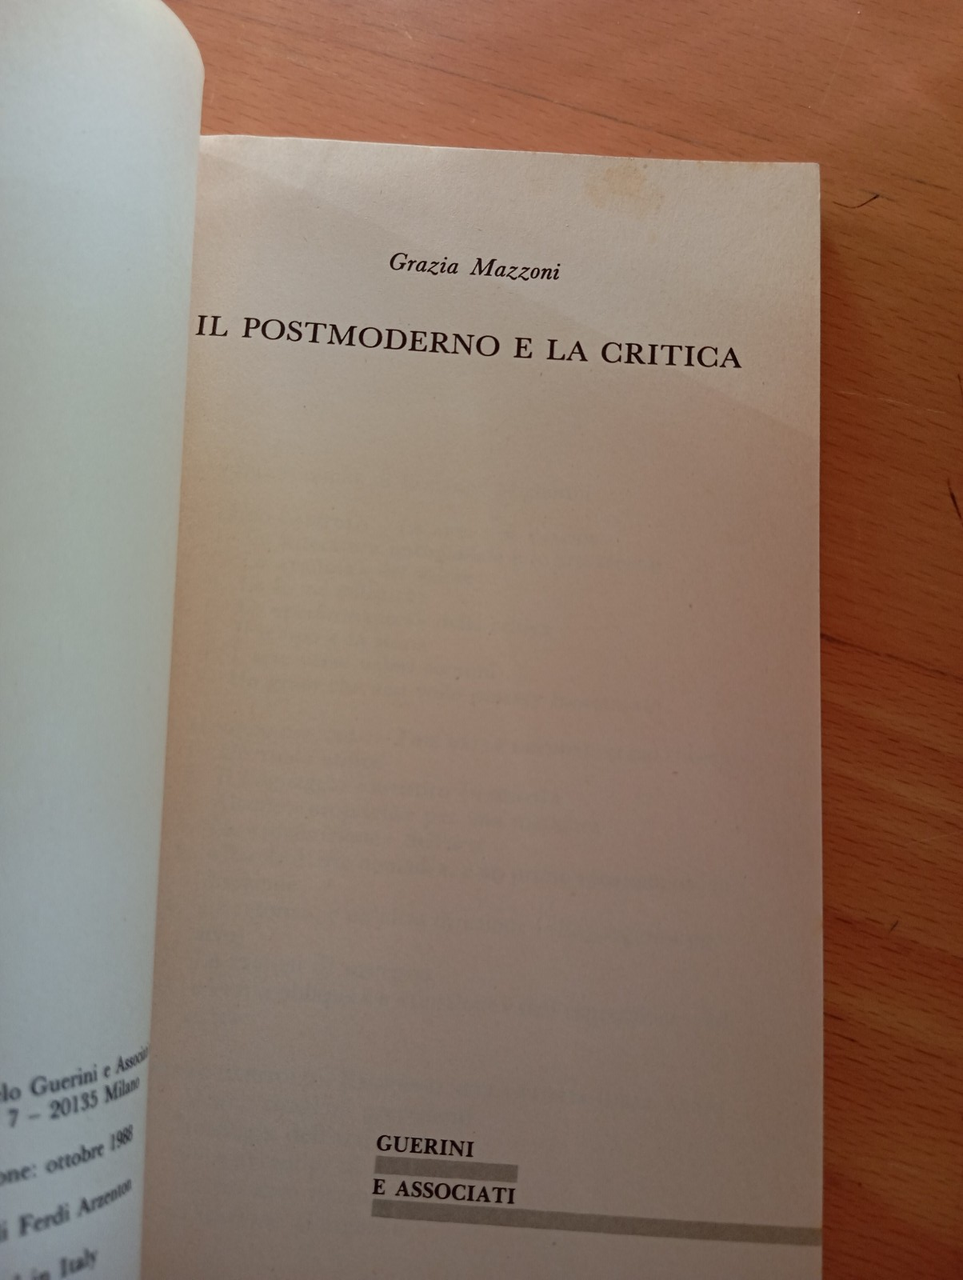 Grazia Mazzoni
IL POSTMODERNO E LA CRITICA
GUERINI
E ASSOCIATI
lo Guerini e Associ
7 – 20135 Milano
one: ottobre 1988
di Ferdi Arzenton
in Italy